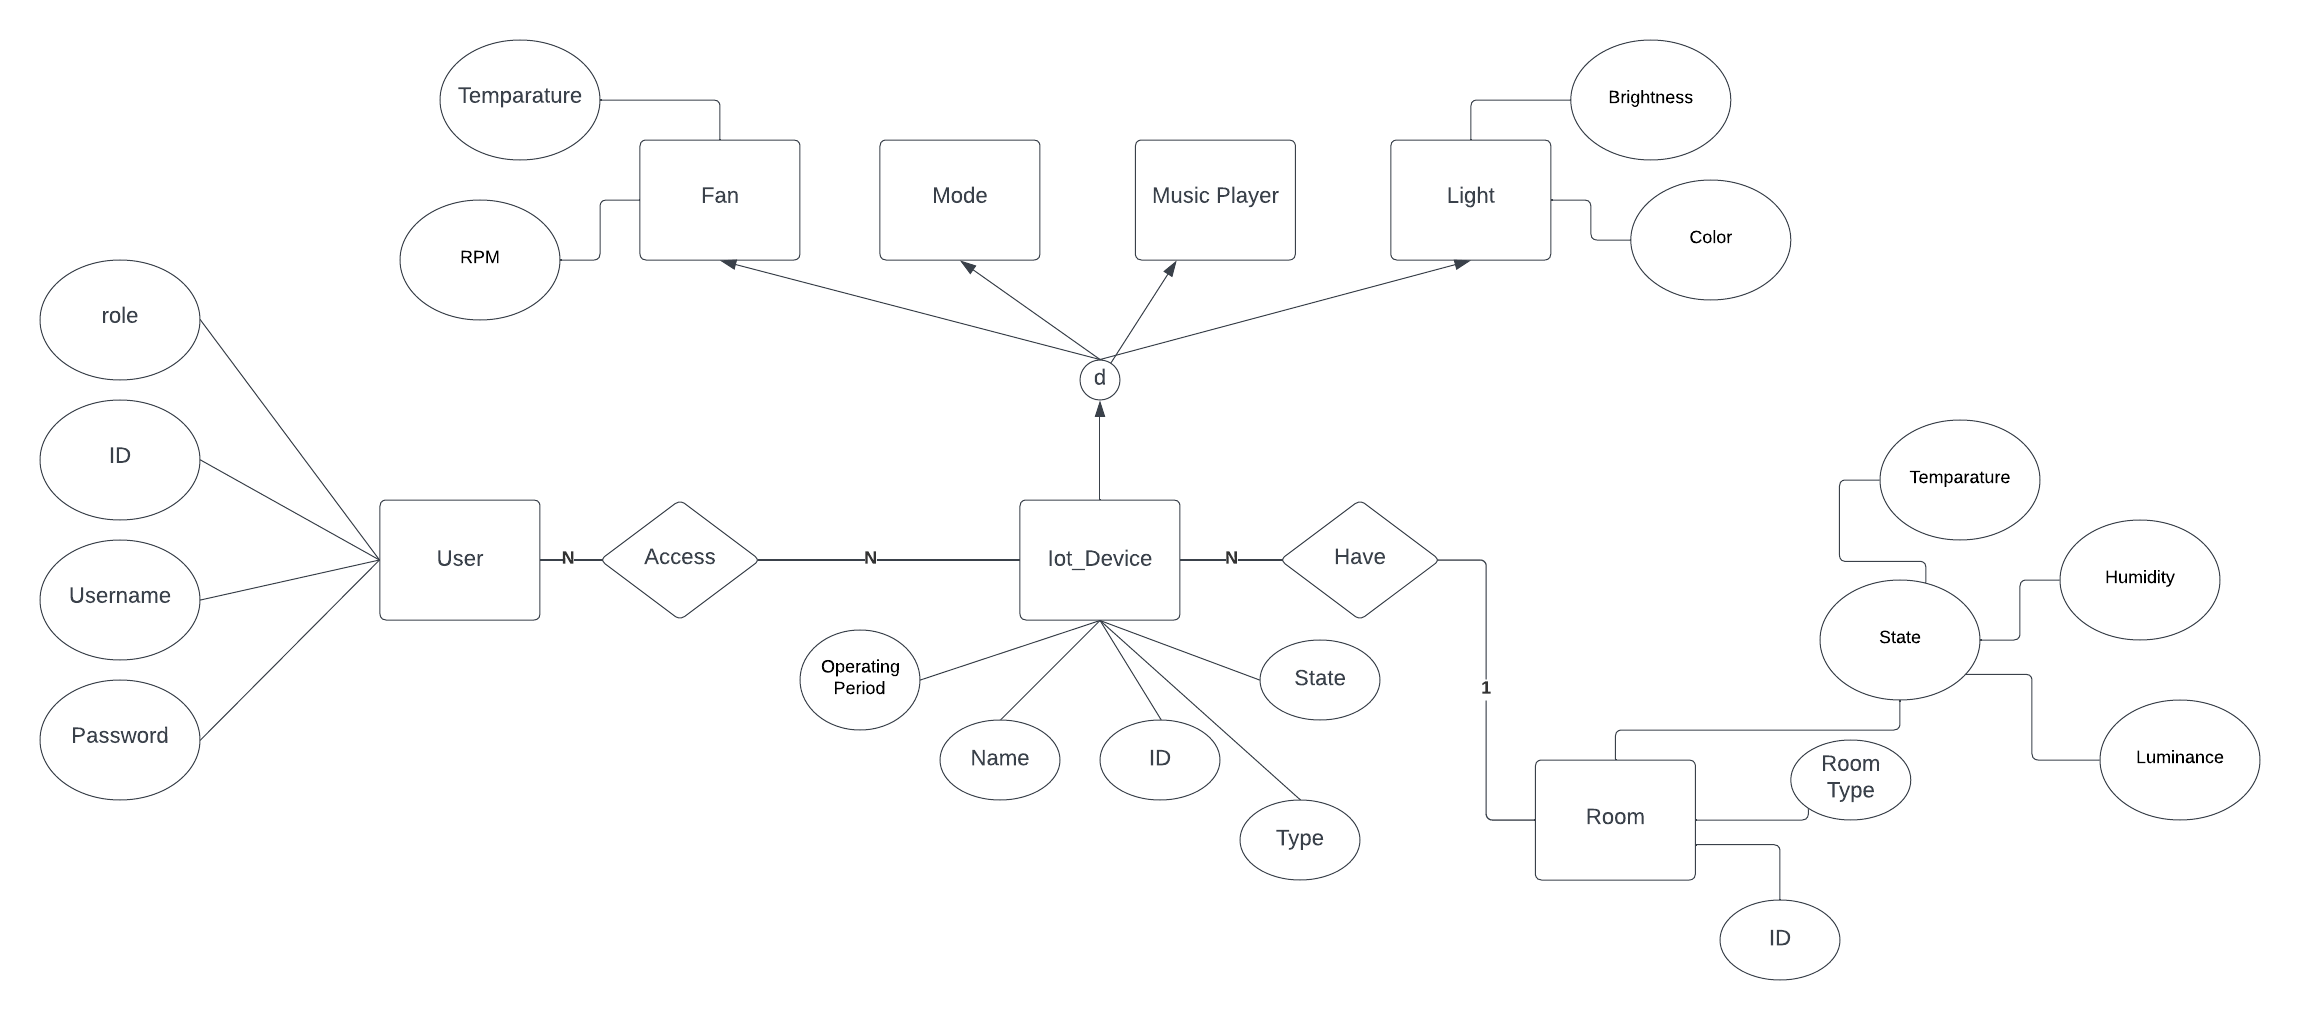 Temparature
Brightness
Fan
Mode
Music Player
Light
Color
RPM
role
d
ID
Temparature
User
N
Access
N
Iot_Device
N
Have
Humidity
Username
State
Operating
Period
State
1
Password
Name
ID
Room
Type
Luminance
Type
Room
ID